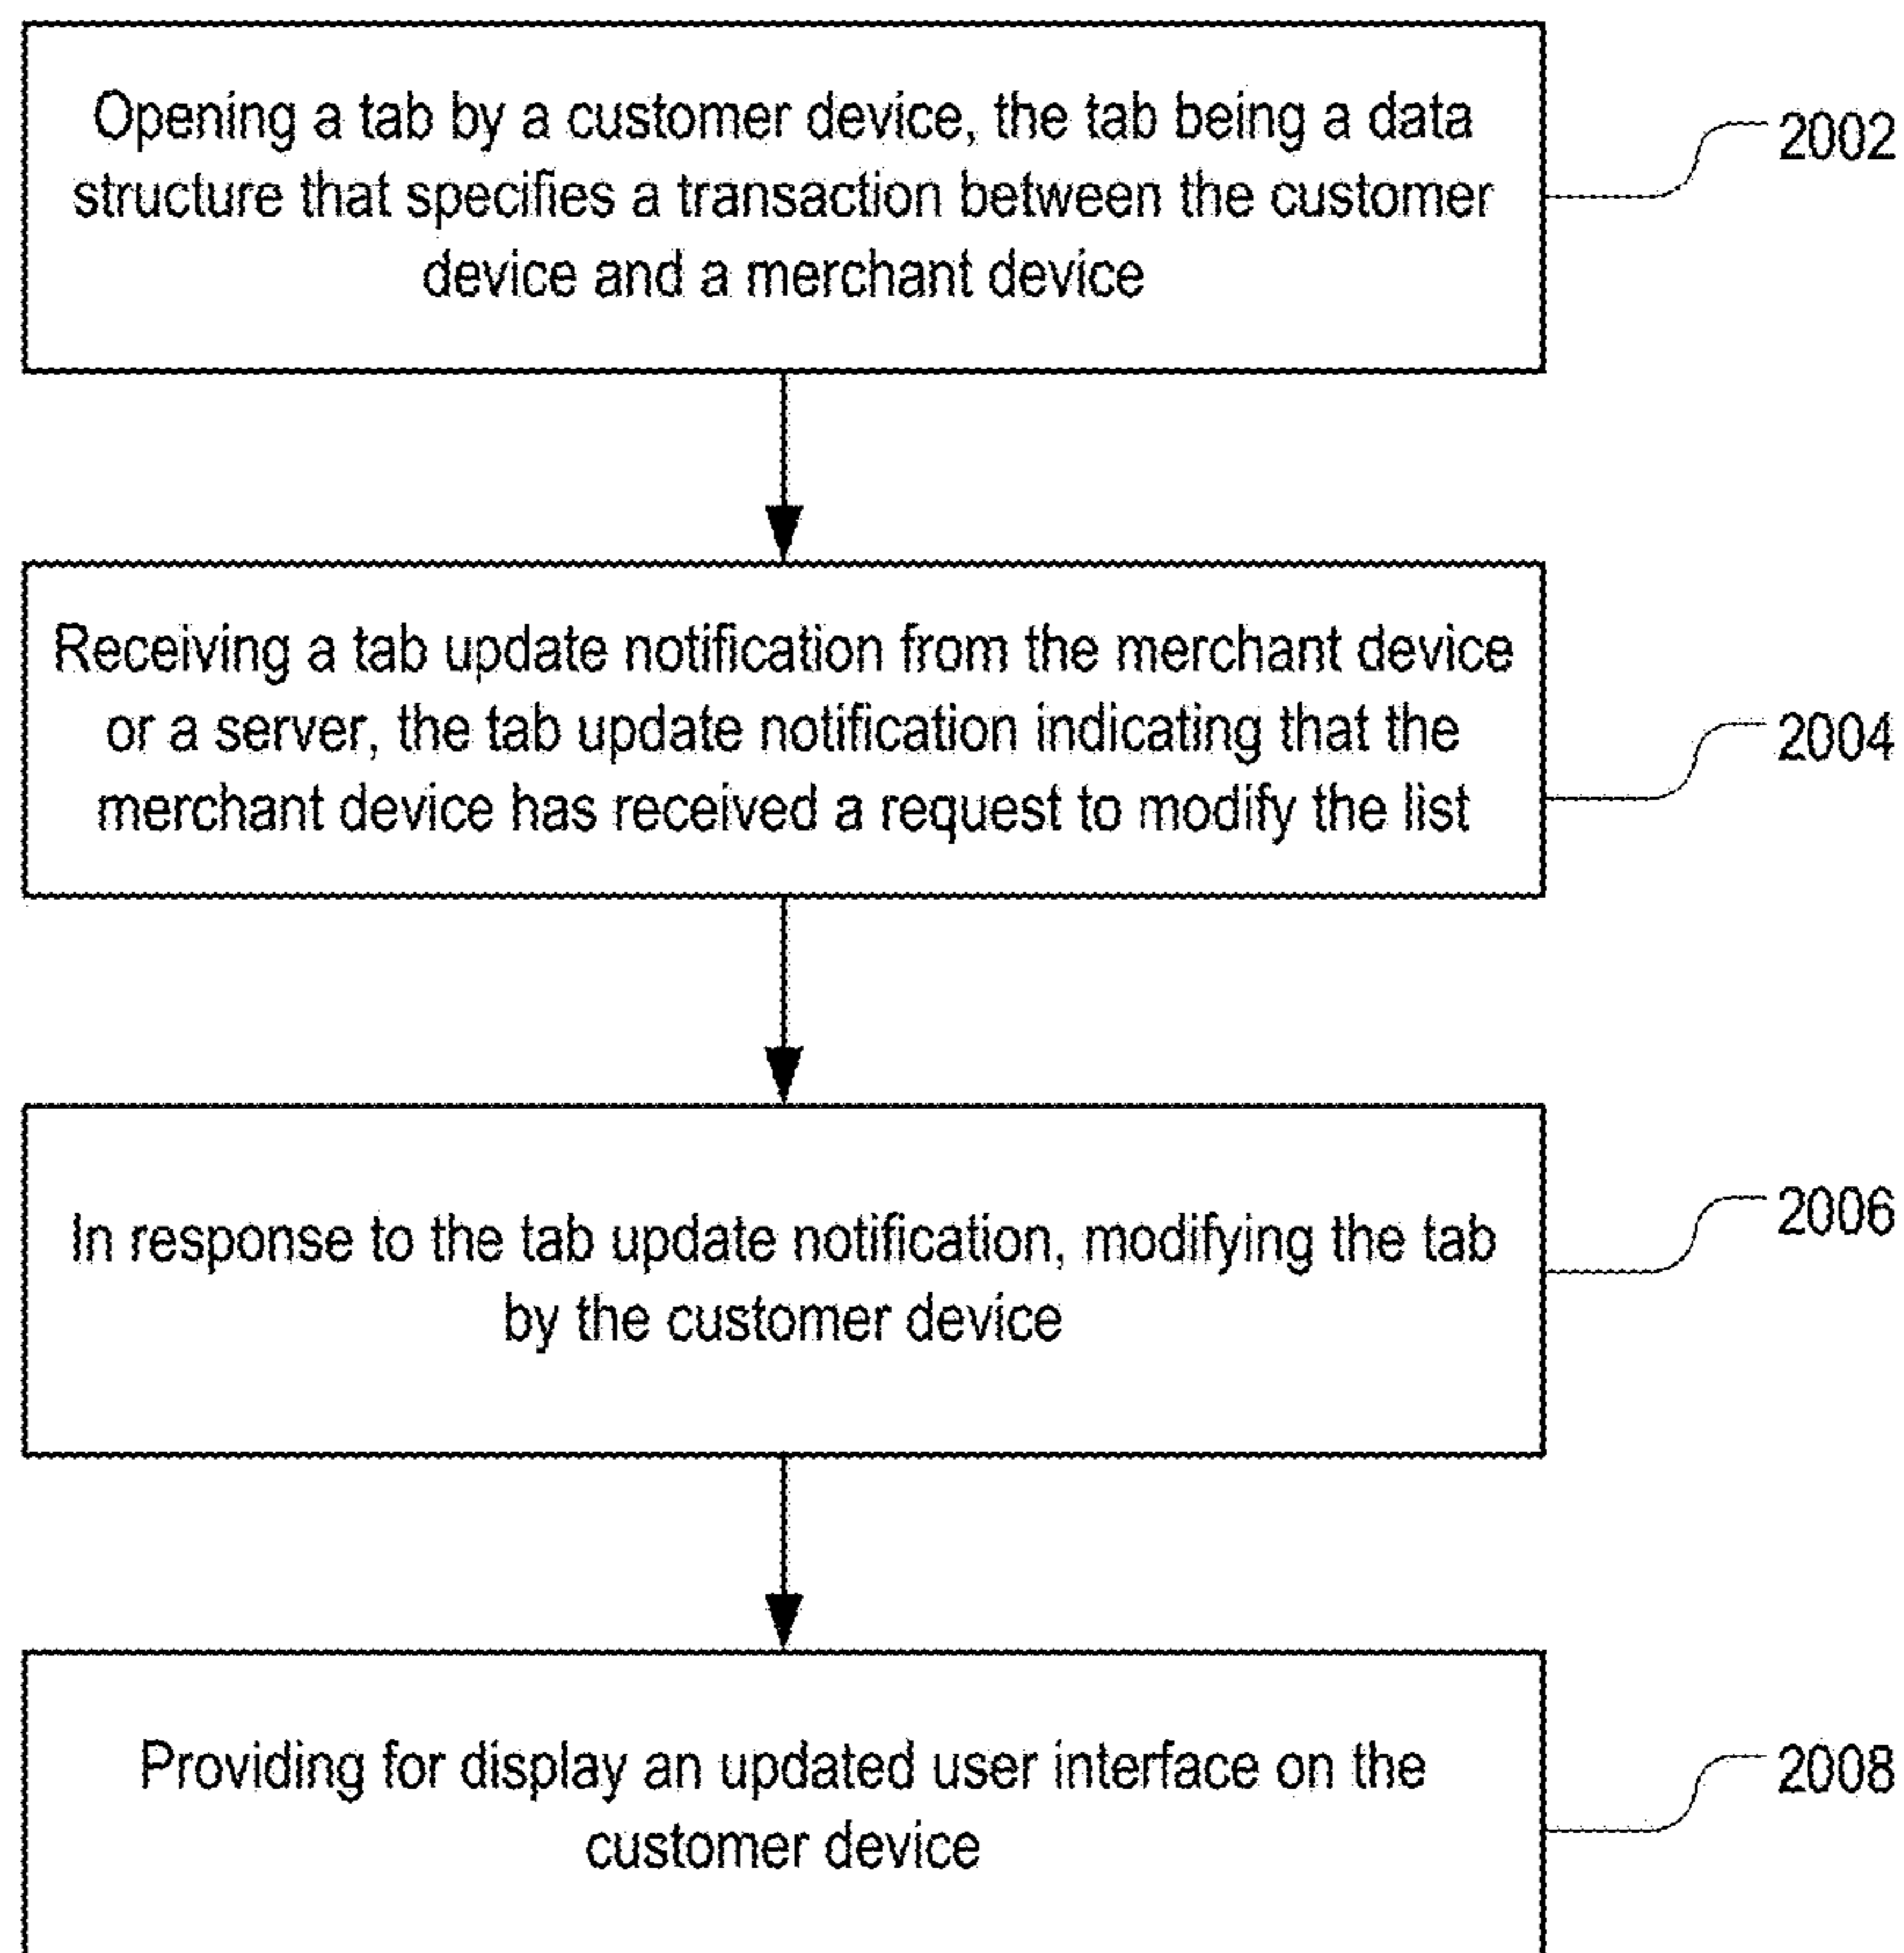 Opening a tab by a customer device, the tab being a data
structure that specifies a transaction between the customer
device and a merchant device
2002
Receiving a tab update notification from the merchant device
or a server, the tab update notification indicating that the
merchant device has received a request to modify the list
2004
In response to the tab update notification, modifying the tab
by the customer device
2006
Providing for display an updated user interface on the
customer device
2008